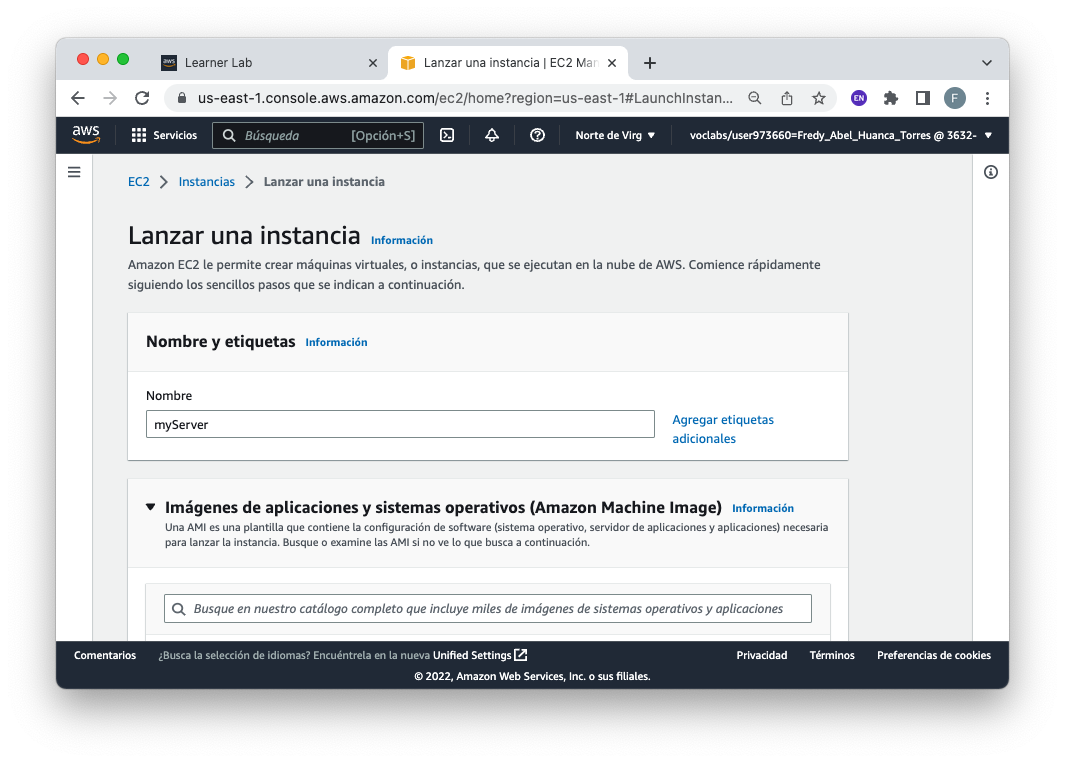 aws Learner Lab
Lanzar una instancia | EC2 Man
us-east-1.console.aws.amazon.com/ec2/home?region=us-east-1#LaunchInstan...
EN
F
aws
Servicios
Búsqueda [Opción+S]
Norte de Virg
voclabs/user973660=Fredy_Abel_Huanca_Torres @ 3632-
EC2 > Instancias > Lanzar una instancia
Lanzar una instancia Información
Amazon EC2 le permite crear máquinas virtuales, o instancias, que se ejecutan en la nube de AWS. Comience rápidamente
siguiendo los sencillos pasos que se indican a continuación.
Nombre y etiquetas Información
Nombre
myServer
Agregar etiquetas
adicionales
Imágenes de aplicaciones y sistemas operativos (Amazon Machine Image) Información
Una AMI es una plantilla que contiene la configuración de software (sistema operativo, servidor de aplicaciones y aplicaciones) necesaria
para lanzar la instancia. Busque o examine las AMI si no ve lo que busca a continuación.
Busque en nuestro catálogo completo que incluye miles de imágenes de sistemas operativos y aplicaciones
Comentarios ¿Busca la selección de idiomas? Encuéntrela en la nueva Unified Settings Privacidad Términos Preferencias de cookies
© 2022, Amazon Web Services, Inc. o sus filiales.